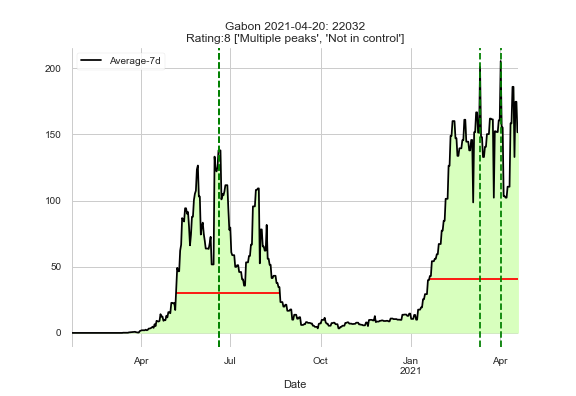 Gabon 2021-04-20: 22032
Rating:8 ['Multiple peaks', 'Not in control']
Average-7d
200
150
100
50
0
Apr
Jul
Oct
Jan
2021
Apr
Date